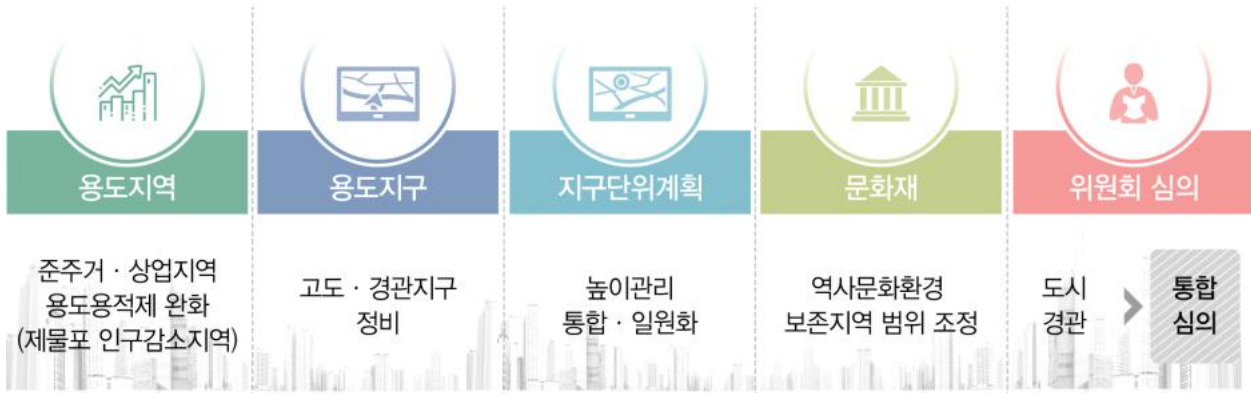 용도지역
준주거 · 상업지역
용도용적제 완화
(제물포 인구감소지역)
용도지구
고도 · 경관지구
정비
지구단위계획
높이관리
통합 · 일원화
문화재
역사문화환경
보존지역 범위 조정
위원회 심의
도시
경관
통합
심의